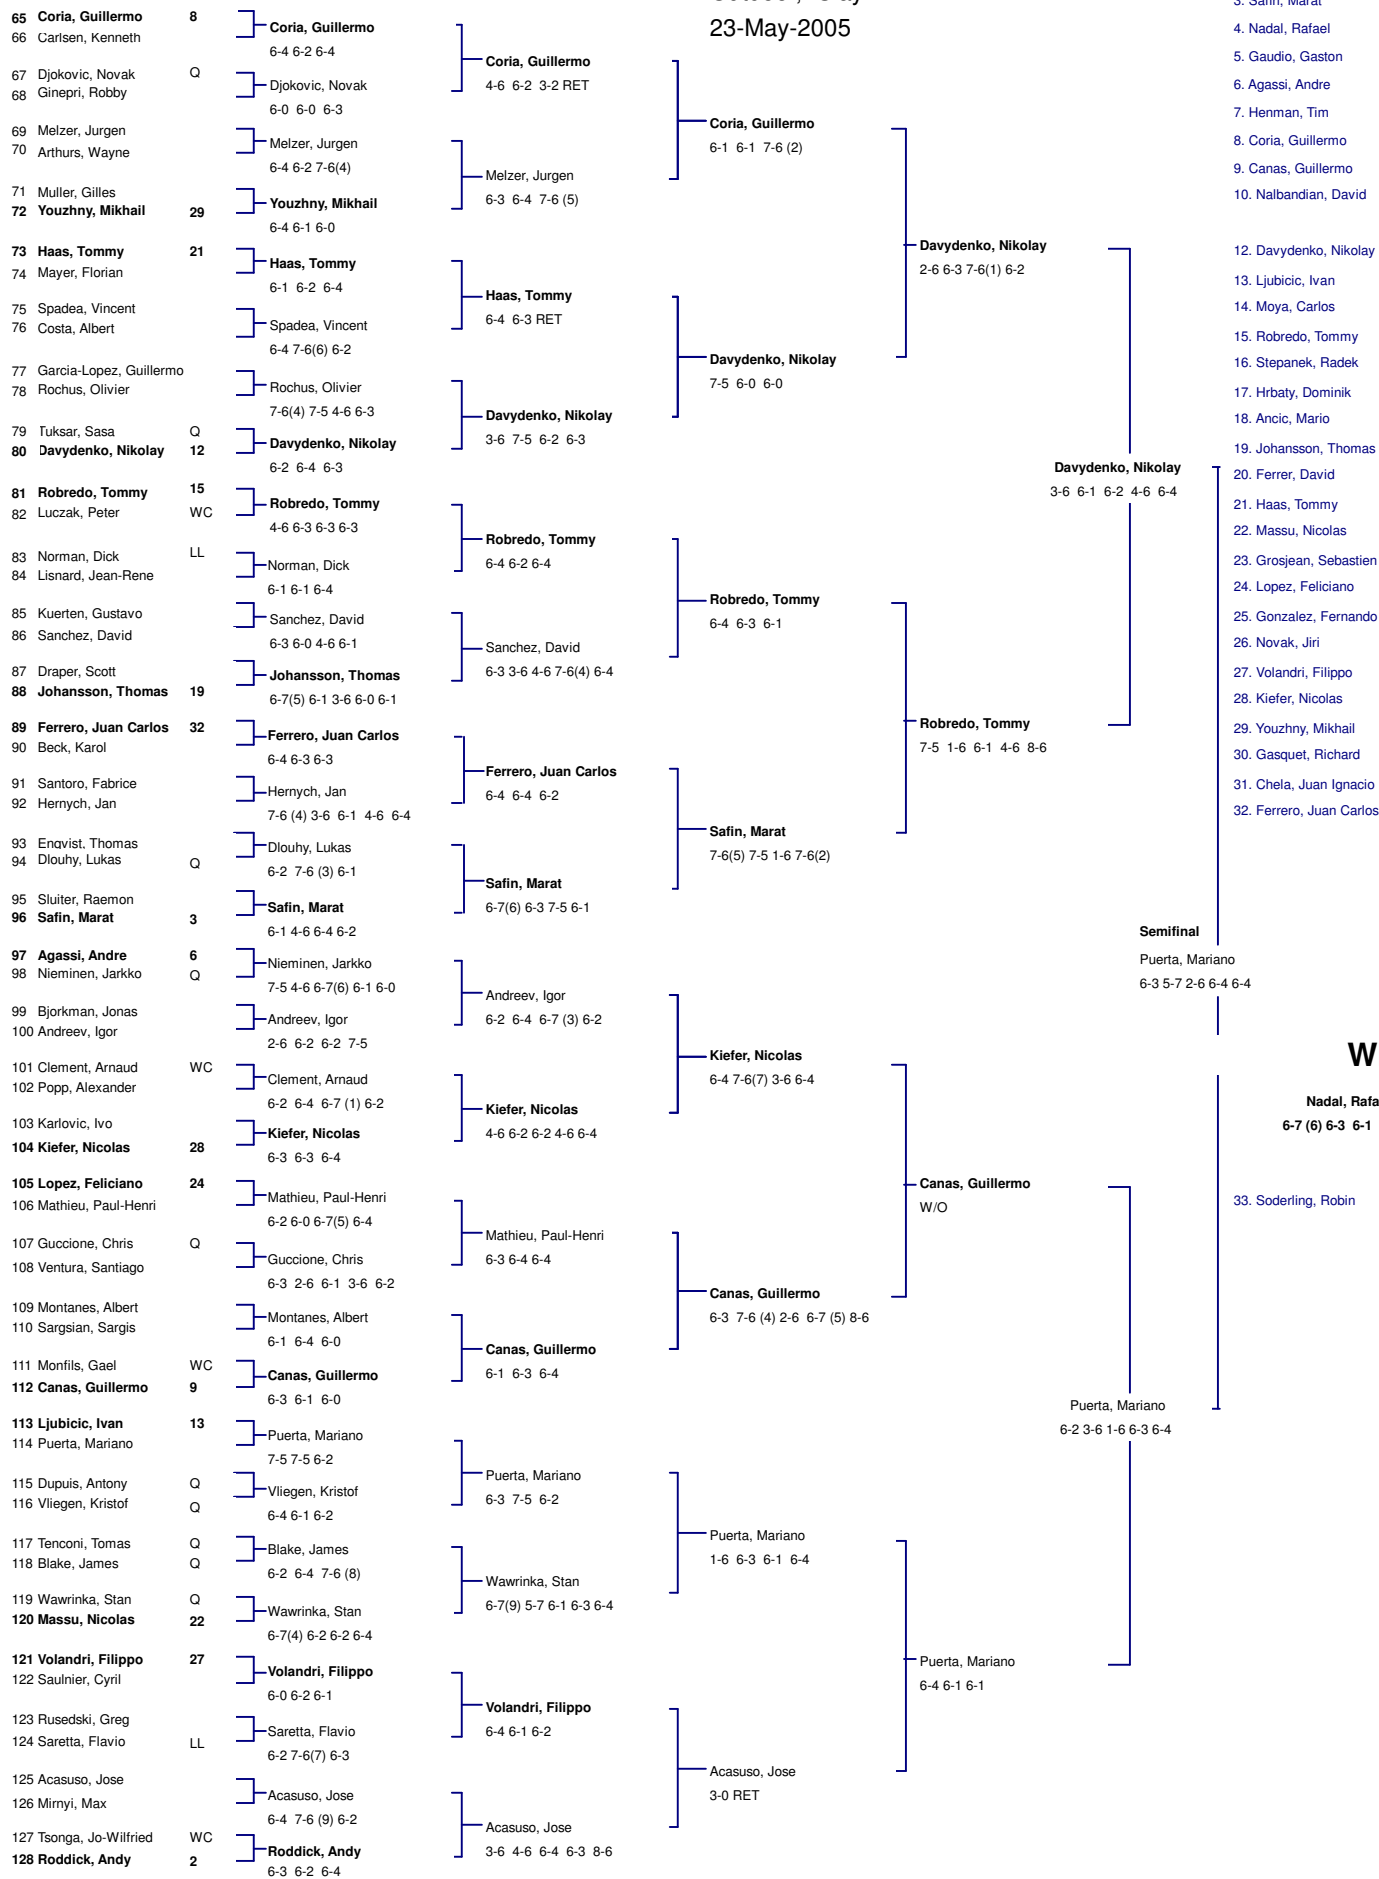 23-May-2005
65 Coria, Guillermo 8
66 Carlsen, Kenneth
67 Djokovic, Novak Q
68 Ginepri, Robby
69 Melzer, Jurgen
70 Arthurs, Wayne
71 Muller, Gilles
72 Youzhny, Mikhail 29
73 Haas, Tommy 21
74 Mayer, Florian
75 Spadea, Vincent
76 Costa, Albert
77 Garcia-Lopez, Guillermo
78 Rochus, Olivier
79 Tuksar, Sasa Q
80 Davydenko, Nikolay 12
81 Robredo, Tommy 15
82 Luczak, Peter WC
83 Norman, Dick LL
84 Lisnard, Jean-Rene
85 Kuerten, Gustavo
86 Sanchez, David
87 Draper, Scott
88 Johansson, Thomas 19
89 Ferrero, Juan Carlos 32
90 Beck, Karol
91 Santoro, Fabrice
92 Hernych, Jan
93 Enqvist, Thomas
94 Dlouhy, Lukas Q
95 Sluiter, Raemon
96 Safin, Marat 3
97 Agassi, Andre 6
98 Nieminen, Jarkko Q
99 Bjorkman, Jonas
100 Andreev, Igor
101 Clement, Arnaud WC
102 Popp, Alexander
103 Karlovic, Ivo
104 Kiefer, Nicolas 28
105 Lopez, Feliciano 24
106 Mathieu, Paul-Henri
107 Guccione, Chris Q
108 Ventura, Santiago
109 Montanes, Albert
110 Sargsian, Sargis
111 Monfils, Gael WC
112 Canas, Guillermo 9
113 Ljubicic, Ivan 13
114 Puerta, Mariano
115 Dupuis, Antony Q
116 Vliegen, Kristof Q
117 Tenconi, Tomas Q
118 Blake, James Q
119 Wawrinka, Stan Q
120 Massu, Nicolas 22
121 Volandri, Filippo 27
122 Saulnier, Cyril
123 Rusedski, Greg
124 Saretta, Flavio LL
125 Acasuso, Jose
126 Mirnyi, Max
127 Tsonga, Jo-Wilfried WC
128 Roddick, Andy 2
Coria, Guillermo
6-4 6-2 6-4
Djokovic, Novak
6-0 6-0 6-3
Melzer, Jurgen
6-4 6-2 7-6(4)
Youzhny, Mikhail
6-4 6-1 6-0
Haas, Tommy
6-1 6-2 6-4
Spadea, Vincent
6-4 7-6(6) 6-2
Rochus, Olivier
7-6(4) 7-5 4-6 6-3
Davydenko, Nikolay
6-2 6-4 6-3
Robredo, Tommy
4-6 6-3 6-3 6-3
Norman, Dick
6-1 6-1 6-4
Sanchez, David
6-3 6-0 4-6 6-1
Johansson, Thomas
6-7(5) 6-1 3-6 6-0 6-1
Ferrero, Juan Carlos
6-4 6-3 6-3
Hernych, Jan
7-6 (4) 3-6 6-1 4-6 6-4
Dlouhy, Lukas
6-2 7-6 (3) 6-1
Safin, Marat
6-1 4-6 6-4 6-2
Nieminen, Jarkko
7-5 4-6 6-7(6) 6-1 6-0
Andreev, Igor
2-6 6-2 6-2 7-5
Clement, Arnaud
6-2 6-4 6-7 (1) 6-2
Kiefer, Nicolas
6-3 6-3 6-4
Mathieu, Paul-Henri
6-2 6-0 6-7(5) 6-4
Guccione, Chris
6-3 2-6 6-1 3-6 6-2
Montanes, Albert
6-1 6-4 6-0
Canas, Guillermo
6-3 6-1 6-0
Puerta, Mariano
7-5 7-5 6-2
Vliegen, Kristof
6-4 6-1 6-2
Blake, James
6-2 6-4 7-6 (8)
Wawrinka, Stan
6-7(4) 6-2 6-2 6-4
Volandri, Filippo
6-0 6-2 6-1
Saretta, Flavio
6-2 7-6(7) 6-3
Acasuso, Jose
6-4 7-6 (9) 6-2
Roddick, Andy
6-3 6-2 6-4
Coria, Guillermo
4-6 6-2 3-2 RET
Melzer, Jurgen
6-3 6-4 7-6 (5)
Haas, Tommy
6-4 6-3 RET
Davydenko, Nikolay
3-6 7-5 6-2 6-3
Robredo, Tommy
6-4 6-2 6-4
Sanchez, David
6-3 3-6 4-6 7-6(4) 6-4
Ferrero, Juan Carlos
6-4 6-4 6-2
Safin, Marat
6-7(6) 6-3 7-5 6-1
Andreev, Igor
6-2 6-4 6-7 (3) 6-2
Kiefer, Nicolas
4-6 6-2 6-2 4-6 6-4
Mathieu, Paul-Henri
6-3 6-4 6-4
Canas, Guillermo
6-1 6-3 6-4
Puerta, Mariano
6-3 7-5 6-2
Wawrinka, Stan
6-7(9) 5-7 6-1 6-3 6-4
Volandri, Filippo
6-4 6-1 6-2
Acasuso, Jose
3-6 4-6 6-4 6-3 8-6
Coria, Guillermo
6-1 6-1 7-6 (2)
Davydenko, Nikolay
7-5 6-0 6-0
Robredo, Tommy
6-4 6-3 6-1
Safin, Marat
7-6(5) 7-5 1-6 7-6(2)
Kiefer, Nicolas
6-4 7-6(7) 3-6 6-4
Canas, Guillermo
6-3 7-6 (4) 2-6 6-7 (5) 8-6
Puerta, Mariano
1-6 6-3 6-1 6-4
Acasuso, Jose
3-0 RET
Davydenko, Nikolay
2-6 6-3 7-6(1) 6-2
Robredo, Tommy
7-5 1-6 6-1 4-6 8-6
Canas, Guillermo
W/O
Puerta, Mariano
6-4 6-1 6-1
Davydenko, Nikolay
3-6 6-1 6-2 4-6 6-4
Puerta, Mariano
6-2 3-6 1-6 6-3 6-4
Semifinal
Puerta, Mariano
6-3 5-7 2-6 6-4 6-4
W
Nadal, Rafa
6-7 (6) 6-3 6-1
3. Safin, Marat
4. Nadal, Rafael
5. Gaudio, Gaston
6. Agassi, Andre
7. Henman, Tim
8. Coria, Guillermo
9. Canas, Guillermo
10. Nalbandian, David
12. Davydenko, Nikolay
13. Ljubicic, Ivan
14. Moya, Carlos
15. Robredo, Tommy
16. Stepanek, Radek
17. Hrbaty, Dominik
18. Ancic, Mario
19. Johansson, Thomas
20. Ferrer, David
21. Haas, Tommy
22. Massu, Nicolas
23. Grosjean, Sebastien
24. Lopez, Feliciano
25. Gonzalez, Fernando
26. Novak, Jiri
27. Volandri, Filippo
28. Kiefer, Nicolas
29. Youzhny, Mikhail
30. Gasquet, Richard
31. Chela, Juan Ignacio
32. Ferrero, Juan Carlos
33. Soderling, Robin